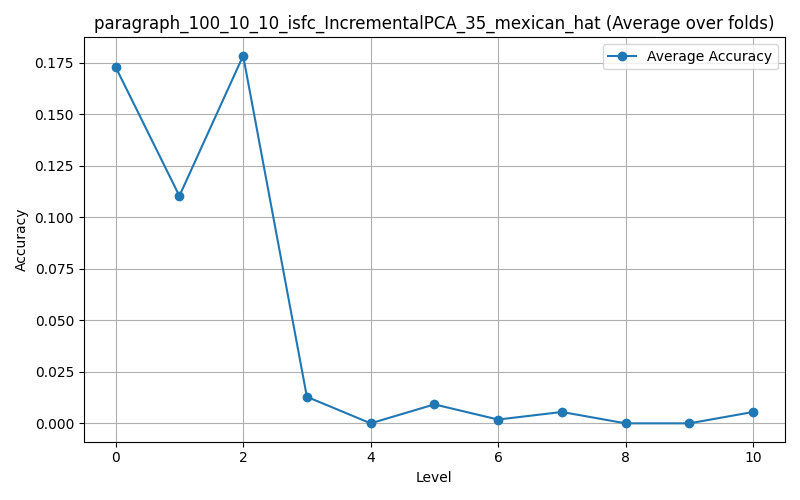 paragraph_100_10_10_isfc_IncrementalPCA_35_mexican_hat (Average over folds)
Average Accuracy
0.175
0.150
0.125
0.100
0.075
0.050
0.025
0.000
Accuracy
0 2 4 6 8 10
Level